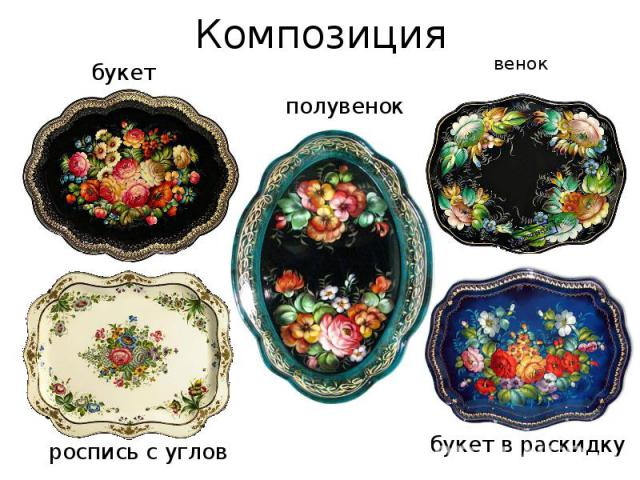 Композиция
букет
венок
полувенок
роспись с углов
букет в раскидку